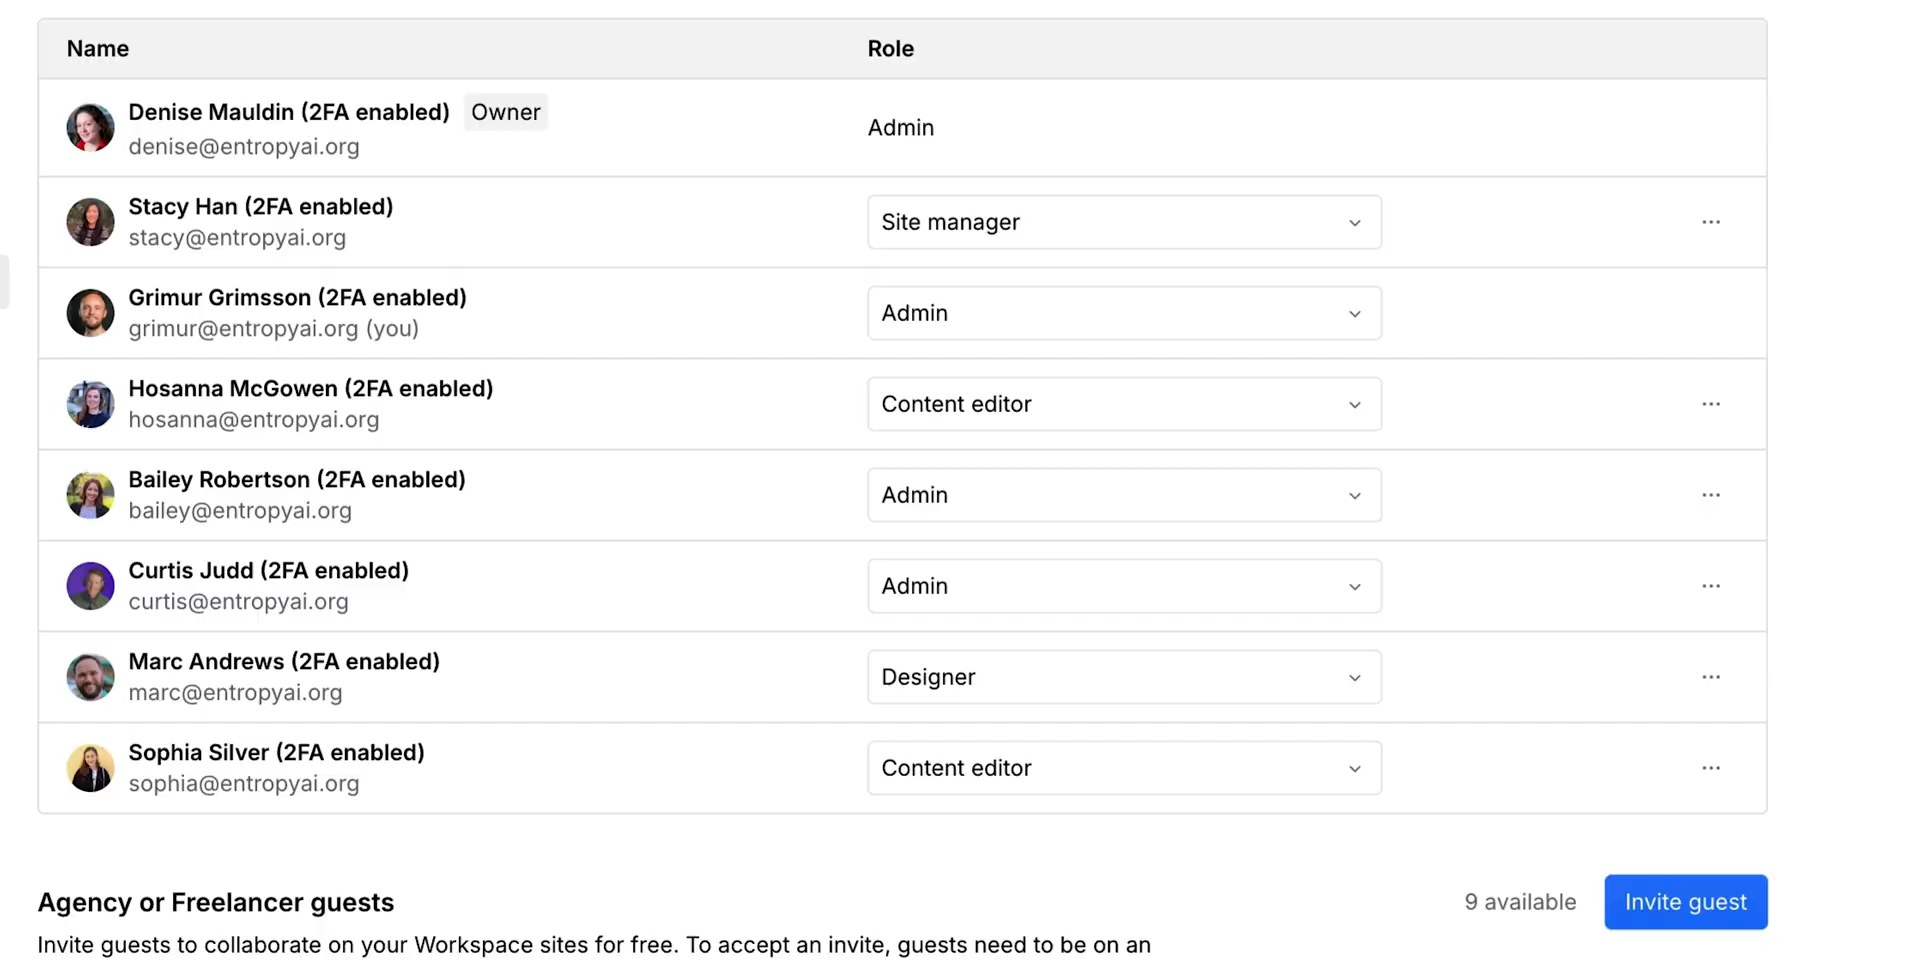 Name Role
Denise Mauldin (2FA enabled) Owner
denise@entropyai.org
Admin
Stacy Han (2FA enabled)
stacy@entropyai.org
Site manager
Grimur Grimsson (2FA enabled)
grimur@entropyai.org (you)
Admin
Hosanna McGowen (2FA enabled)
hosanna@entropyai.org
Content editor
Bailey Robertson (2FA enabled)
bailey@entropyai.org
Admin
Curtis Judd (2FA enabled)
curtis@entropyai.org
Admin
Marc Andrews (2FA enabled)
marc@entropyai.org
Designer
Sophia Silver (2FA enabled)
sophia@entropyai.org
Content editor
Agency or Freelancer guests
9 available
Invite guest
Invite guests to collaborate on your Workspace sites for free. To accept an invite, guests need to be on an